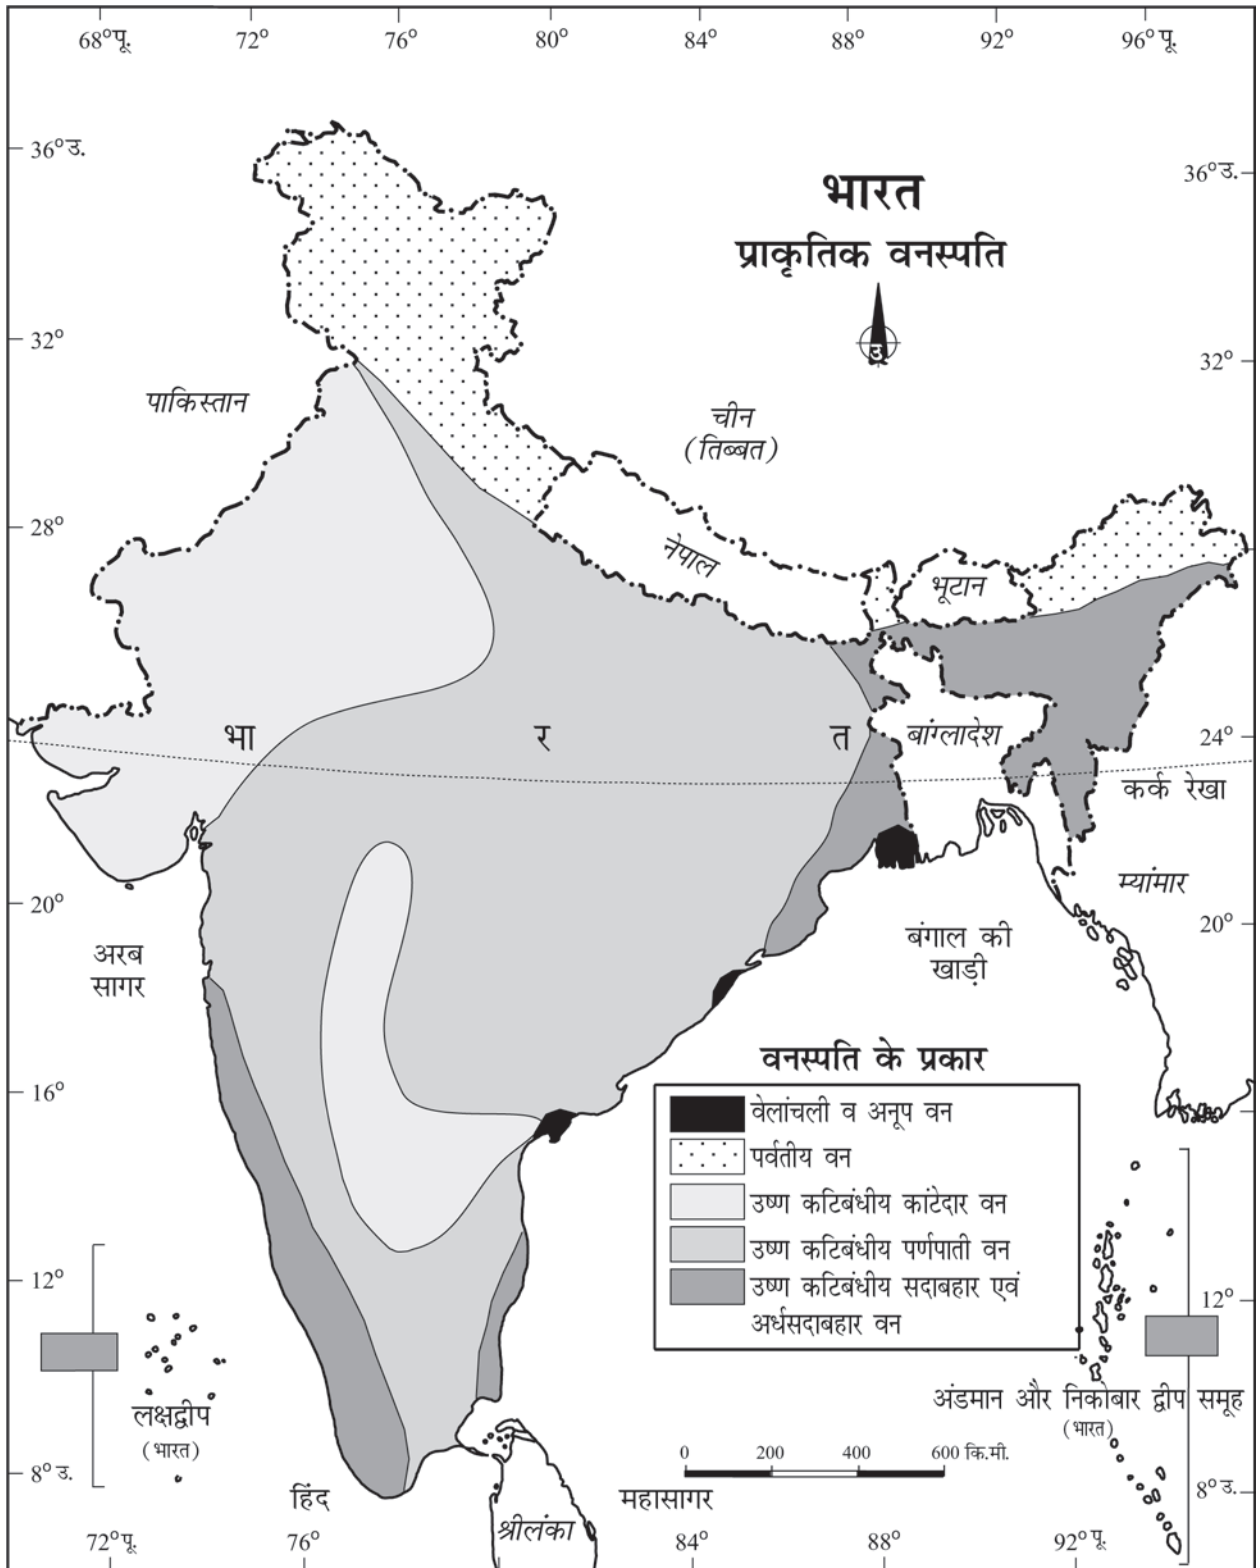 68°पू. 72° 76° 80° 84° 88° 92° 96°पू.
36°उ. 36°उ.
भारत
प्राकृतिक वनस्पति
उ
32° 32°
पाकिस्तान
चीन
(तिब्बत)
28°
नेपाल
भूटान
भा र त
बांग्लादेश
24°
कर्क रेखा
म्यांमार
20° 20°
अरब
सागर
बंगाल की
खाड़ी
वनस्पति के प्रकार
16°
वेलांचली व अनूप वन
पर्वतीय वन
उष्ण कटिबंधीय कांटेदार वन
उष्ण कटिबंधीय पर्णपाती वन
उष्ण कटिबंधीय सदाबहार एवं
अर्धसदाबहार वन
12° 12°
लक्षद्वीप
(भारत)
अंडमान और निकोबार द्वीप समूह
(भारत)
0 200 400 600 कि.मी.
8°उ. 8°उ.
हिंद महासागर
श्रीलंका
72°पू. 76° 84° 88° 92°पू.